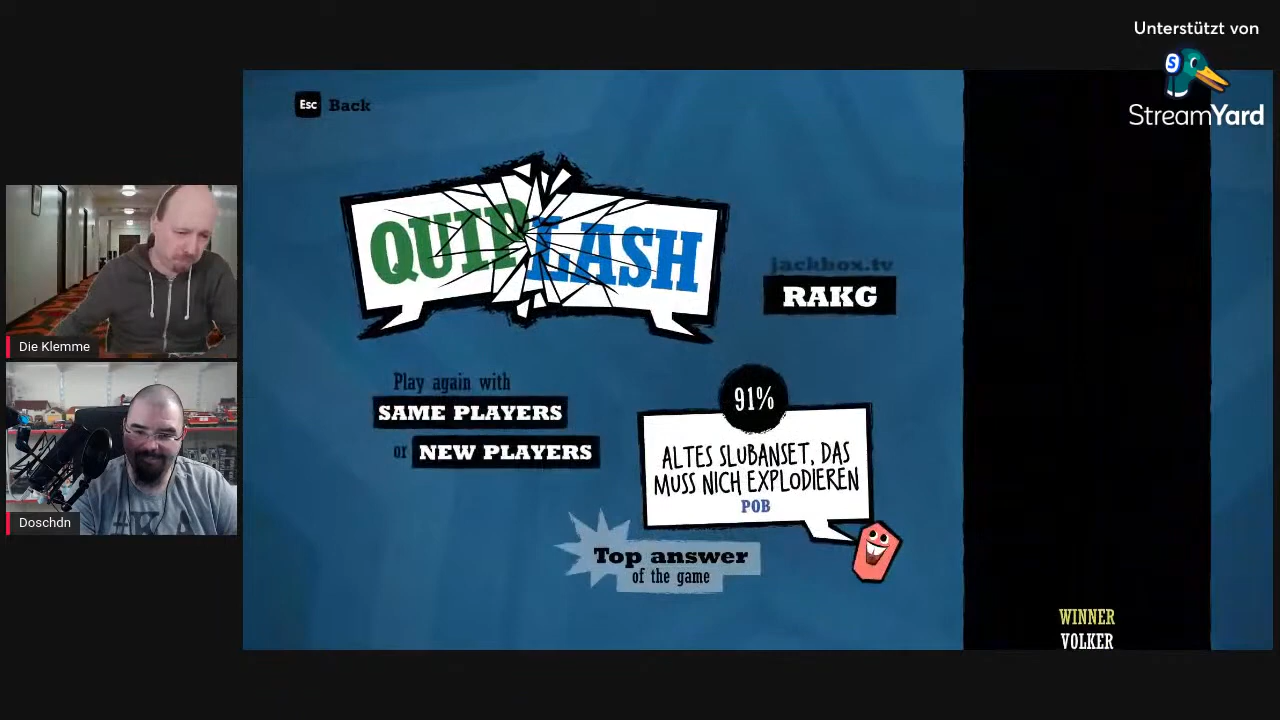 Unterstützt von
StreamYard
Esc Back
QUIPLASH
jackbox.tv
RAKG
Die Klemme
Play again with
SAME PLAYERS
or NEW PLAYERS
91%
ALTES SLUBANSET, DAS
MUSS NICH EXPLODIEREN
POB
Doschdn
Top answer
of the game
WINNER
VOLKER